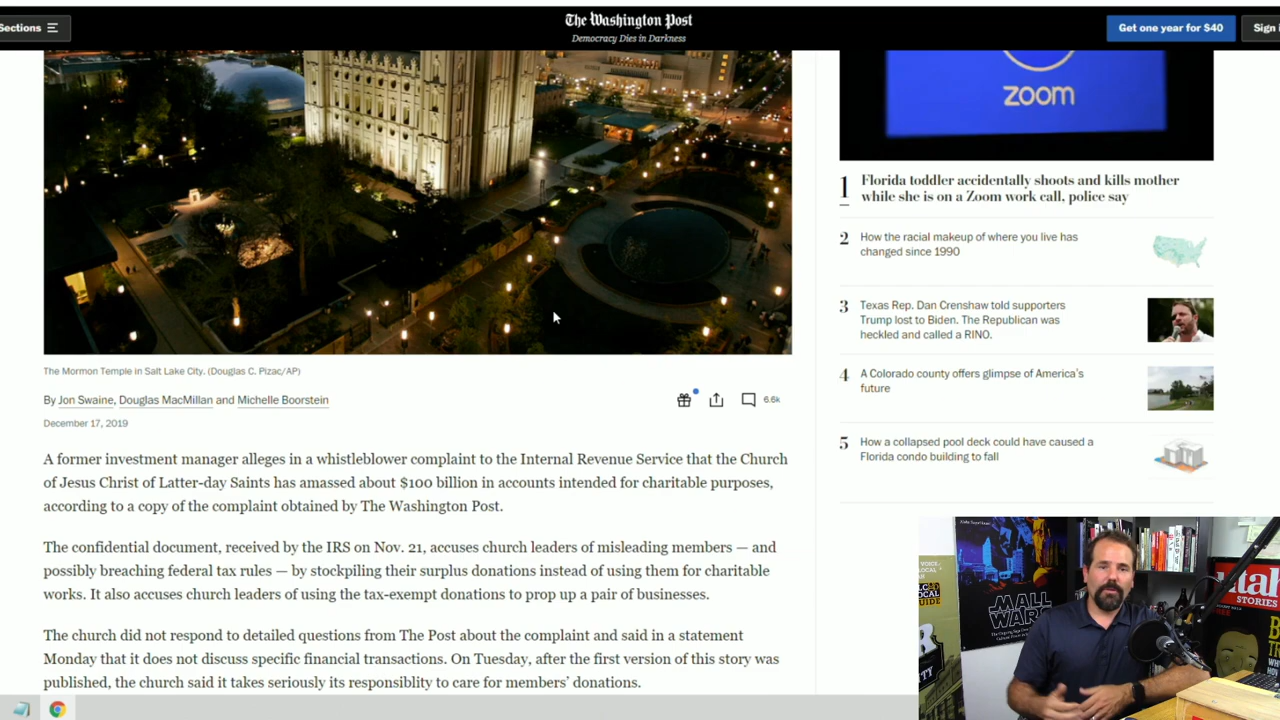 Sections
The Washington Post
Democracy Dies in Darkness
Get one year for $40
Sign
zoom
1
Florida toddler accidentally shoots and kills mother
while she is on a Zoom work call, police say
2
How the racial makeup of where you live has
changed since 1990
3
Texas Rep. Dan Crenshaw told supporters
Trump lost to Biden. The Republican was
heckled and called a RINO.
4
A Colorado county offers glimpse of America's
future
5
How a collapsed pool deck could have caused a
Florida condo building to fall
The Mormon Temple in Salt Lake City. (Douglas C. Pizac/AP)
By Jon Swaine, Douglas MacMillan and Michelle Boorstein
6.6k
December 17, 2019
A former investment manager alleges in a whistleblower complaint to the Internal Revenue Service that the Church
of Jesus Christ of Latter-day Saints has amassed about $100 billion in accounts intended for charitable purposes,
according to a copy of the complaint obtained by The Washington Post.
The confidential document, received by the IRS on Nov. 21, accuses church leaders of misleading members — and
possibly breaching federal tax rules — by stockpiling their surplus donations instead of using them for charitable
works. It also accuses church leaders of using the tax-exempt donations to prop up a pair of businesses.
The church did not respond to detailed questions from The Post about the complaint and said in a statement
Monday that it does not discuss specific financial transactions. On Tuesday, after the first version of this story was
published, the church said it takes seriously its responsiblity to care for members' donations.
VOICE
LOCAL
GUIDE
MALL
WARS
utah
STORIES